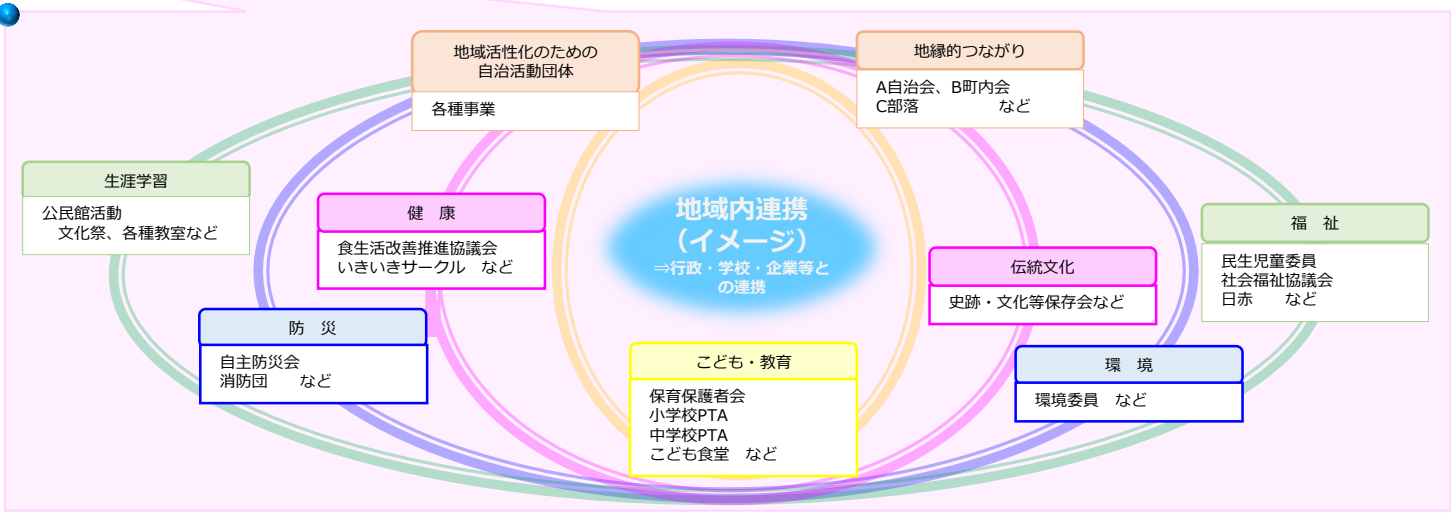 地域活性化のための
自治活動団体
各種事業
地縁的つながり
A自治会、B町内会
C部落　　　　　など
生涯学習
公民館活動
　文化祭、各種教室など
健　康
食生活改善推進協議会
いきいきサークル　など
地域内連携
（イメージ）
⇒行政・学校・企業等と
の連携
伝統文化
史跡・文化等保存会など
福　祉
民生児童委員
社会福祉協議会
日赤　　など
防　災
自主防災会
消防団　　など
こども・教育
保育保護者会
小学校PTA
中学校PTA
こども食堂　など
環　境
環境委員　など